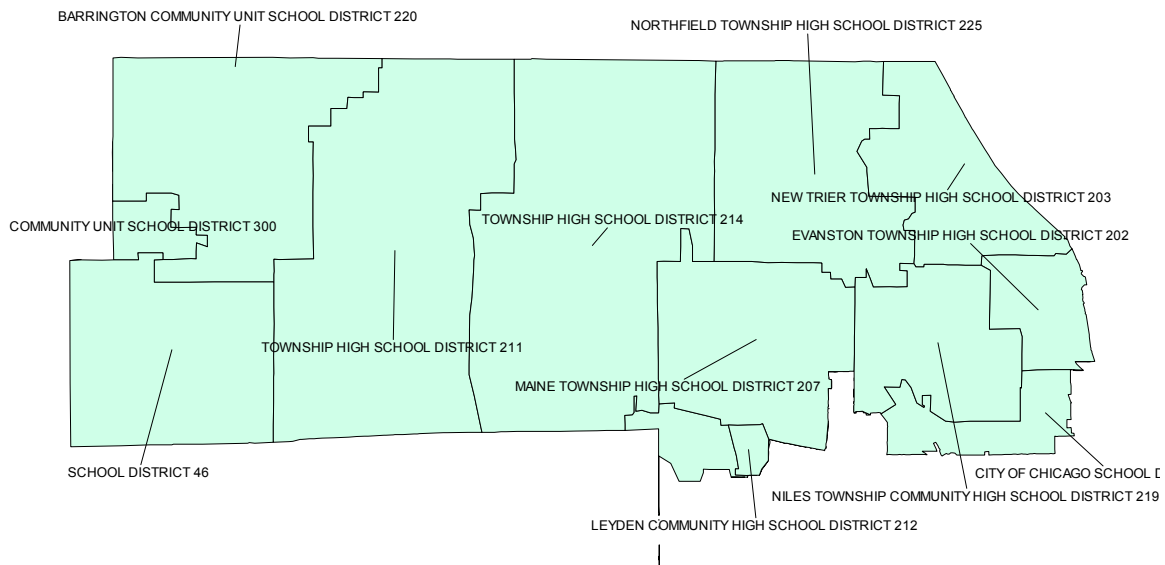 BARRINGTON COMMUNITY UNIT SCHOOL DISTRICT 220
NORTHFIELD TOWNSHIP HIGH SCHOOL DISTRICT 225
NEW TRIER TOWNSHIP HIGH SCHOOL DISTRICT 203
COMMUNITY UNIT SCHOOL DISTRICT 300
TOWNSHIP HIGH SCHOOL DISTRICT 214
EVANSTON TOWNSHIP HIGH SCHOOL DISTRICT 202
TOWNSHIP HIGH SCHOOL DISTRICT 211
MAINE TOWNSHIP HIGH SCHOOL DISTRICT 207
SCHOOL DISTRICT 46
CITY OF CHICAGO SCHOOL D
NILES TOWNSHIP COMMUNITY HIGH SCHOOL DISTRICT 219
LEYDEN COMMUNITY HIGH SCHOOL DISTRICT 212